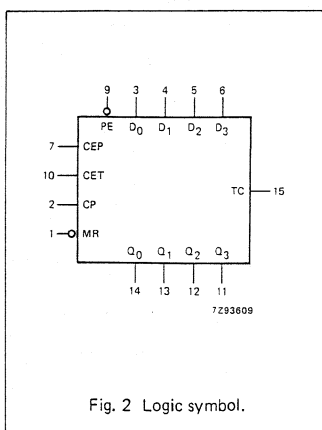 9 3 4 5 6
PE D0 D1 D2 D3
7 CEP
10 CET
TC 15
2 CP
1 MR
Q0 Q1 Q2 Q3
14 13 12 11
7Z93609
Fig. 2 Logic symbol.